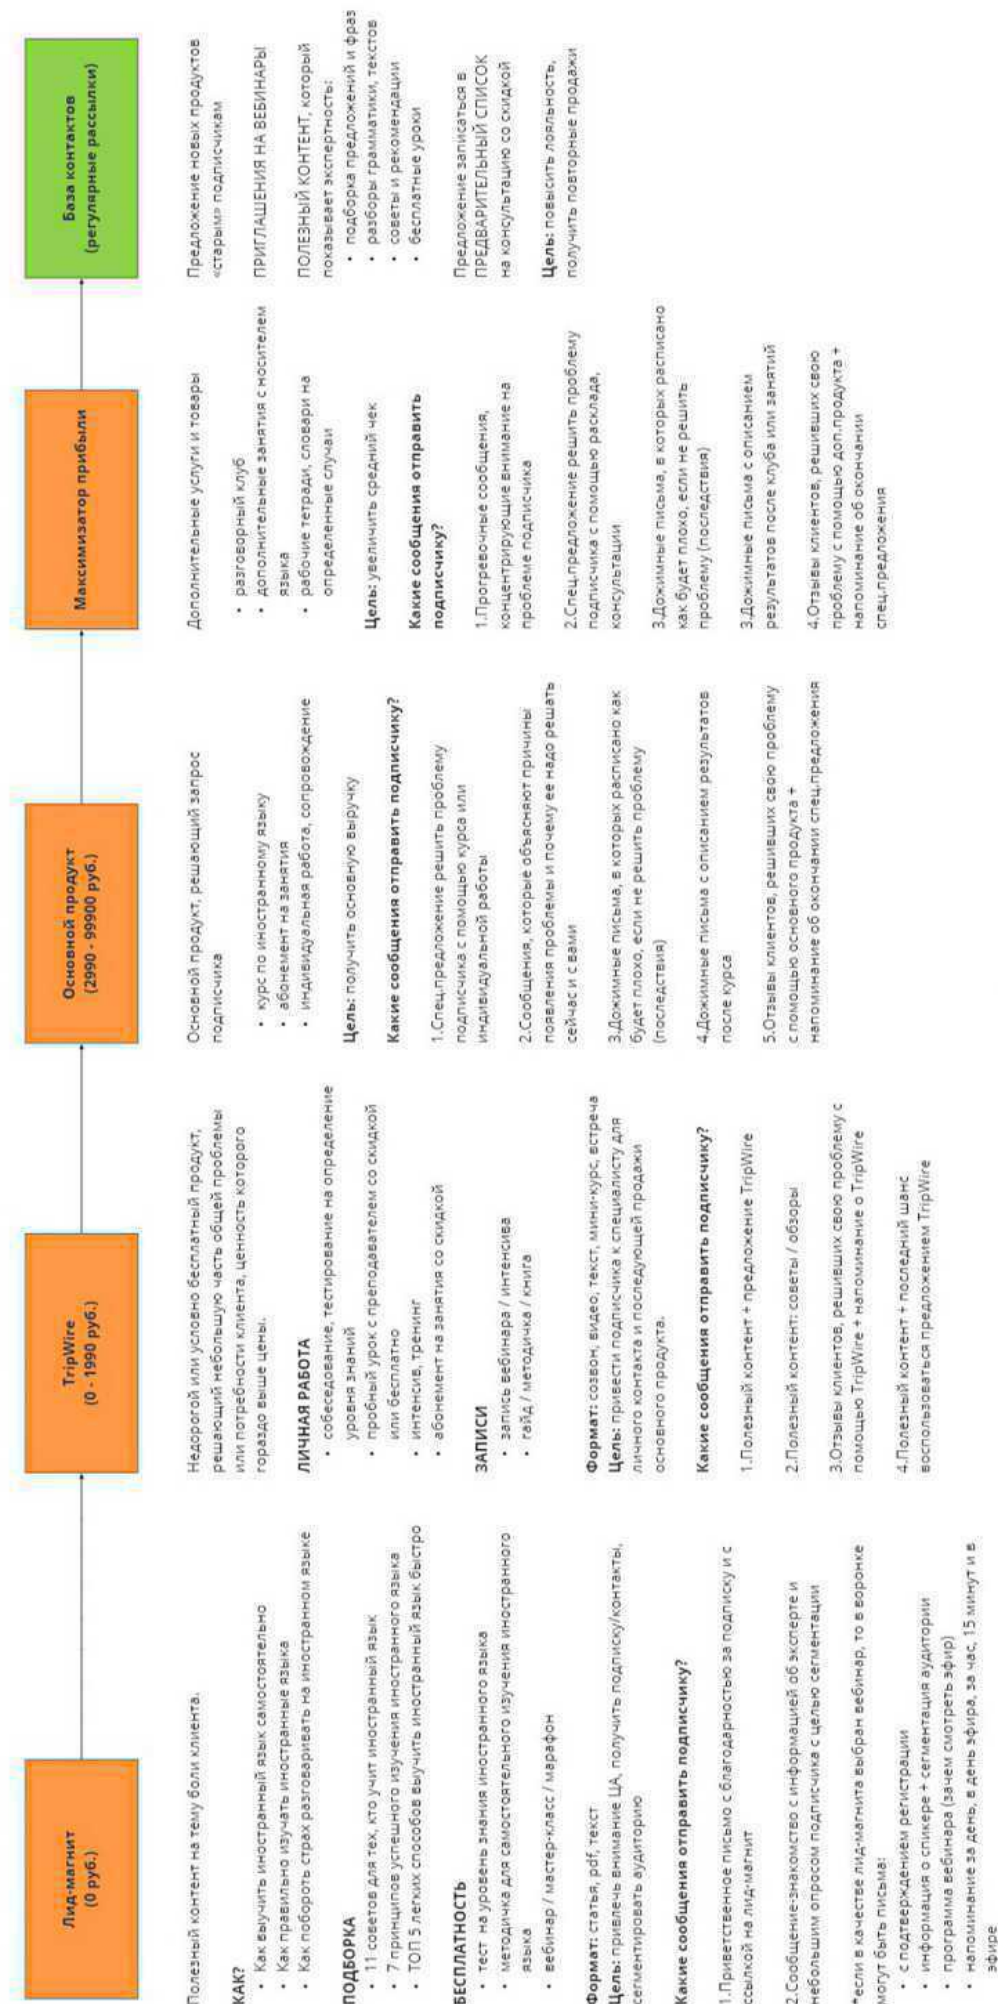 Лид-магнит
(0 руб.)
Полезный контент на тему боли клиента.
КАК?
• Как выучить иностранный язык самостоятельно
• Как правильно изучать иностранные языка
• Как побороть страх разговаривать на иностранном языке
ПОДБОРКА
• 11 советов для тех, кто учит иностранный язык
• 7 принципов успешного изучения иностранного языка
• ТОП 5 легких способов выучить иностранный язык быстро
БЕСПЛАТНОСТЬ
• тест на уровень знания иностранного языка
• методичка для самостоятельного изучения иностранного
языка
• вебинар / мастер-класс / марафон
Формат: статья, pdf, текст
Цель: привлечь внимание ЦА, получить подписку/контакты,
сегментировать аудиторию
Какие сообщения отправить подписчику?
1.Приветственное письмо с благодарностью за подписку и с
ссылкой на лид-магнит
2.Сообщение-знакомство с информацией об эксперте и
небольшим опросом подписчика с целью сегментации
*если в качестве лид-магнита выбран вебинар, то в воронке
могут быть письма:
• с подтверждением регистрации
• информация о спикере + сегментация аудитории
• программа вебинара (зачем смотреть эфир)
• напоминание за день, в день эфира, за час, 15 минут и в
эфире
TripWire
(0 - 1990 руб.)
Недорогой или условно бесплатный продукт,
решающий небольшую часть общей проблемы
или потребности клиента, ценность которого
гораздо выше цены.
ЛИЧНАЯ РАБОТА
• собеседование, тестирование на определение
уровня знаний
• пробный урок с преподавателем со скидкой
или бесплатно
• интенсив, тренинг
• абонемент на занятия со скидкой
ЗАПИСИ
• запись вебинара / интенсива
• гайд / методичка / книга
Формат: созвон, видео, текст, мини-курс, встреча
Цель: привести подписчика к специалисту для
личного контакта и последующей продажи
основного продукта.
Какие сообщения отправить подписчику?
1.Полезный контент + предложение TripWire
2.Полезный контент: советы / обзоры
3.Отзывы клиентов, решивших свою проблему с
помощью TripWire + напоминание о TripWire
4.Полезный контент + последний шанс
воспользоваться предложением TripWire
Основной продукт
(2990 - 99900 руб.)
Основной продукт, решающий запрос
подписчика
• курс по иностранному языку
• абонемент на занятия
• индивидуальная работа, сопровождение
Цель: получить основную выручку
Какие сообщения отправить подписчику?
1.Спец.предложение решить проблему
подписчика с помощью курса или
индивидуальной работы
2.Сообщения, которые объясняют причины
появления проблемы и почему ее надо решать
сейчас и с вами
3.Дожимные письма, в которых расписано как
будет плохо, если не решить проблему
(последствия)
4.Дожимные письма с описанием результатов
после курса
5.Отзывы клиентов, решивших свою проблему
с помощью основного продукта +
напоминание об окончании спец.предложения
Максимизатор прибыли
Дополнительные услуги и товары
• разговорный клуб
• дополнительные занятия с носителем
языка
• рабочие тетради, словари на
определенные случаи
Цель: увеличить средний чек
Какие сообщения отправить
подписчику?
1.Прогревочные сообщения,
концентрирующие внимание на
проблеме подписчика
2.Спец.предложение решить проблему
подписчика с помощью расклада,
консультации
3.Дожимные письма, в которых расписано
как будет плохо, если не решить
проблему (последствия)
3.Дожимные письма с описанием
результатов после клуба или занятий
4.Отзывы клиентов, решивших свою
проблему с помощью доп.продукта +
напоминание об окончании
спец.предложения
База контактов
(регулярные рассылки)
Предложение новых продуктов
«старым» подписчикам
ПРИГЛАШЕНИЯ НА ВЕБИНАРЫ
ПОЛЕЗНЫЙ КОНТЕНТ, который
показывает экспертность:
• подборка предложений и фраз
• разборы грамматики, текстов
• советы и рекомендации
• бесплатные уроки
Предложение записаться в
ПРЕДВАРИТЕЛЬНЫЙ СПИСОК
на консультацию со скидкой
Цель: повысить лояльность,
получить повторные продажи